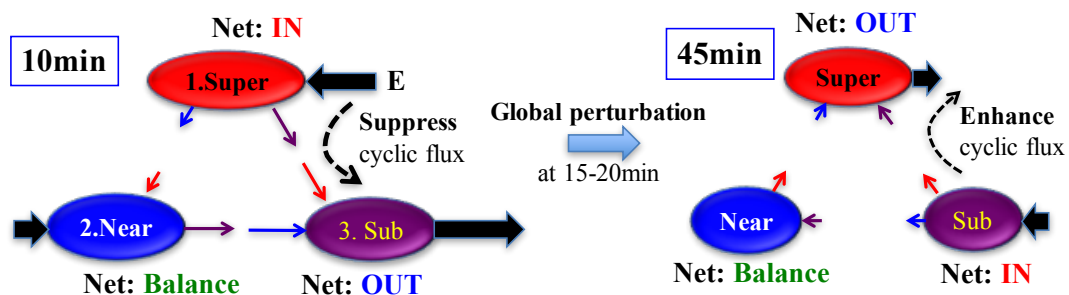 Net: IN
10min
1.Super
E
Suppress
cyclic flux
2.Near
3. Sub
Net: Balance
Net: OUT
Global perturbation
at 15-20min
Net: OUT
45min
Super
Enhance
cyclic flux
Near
Sub
Net: Balance
Net: IN